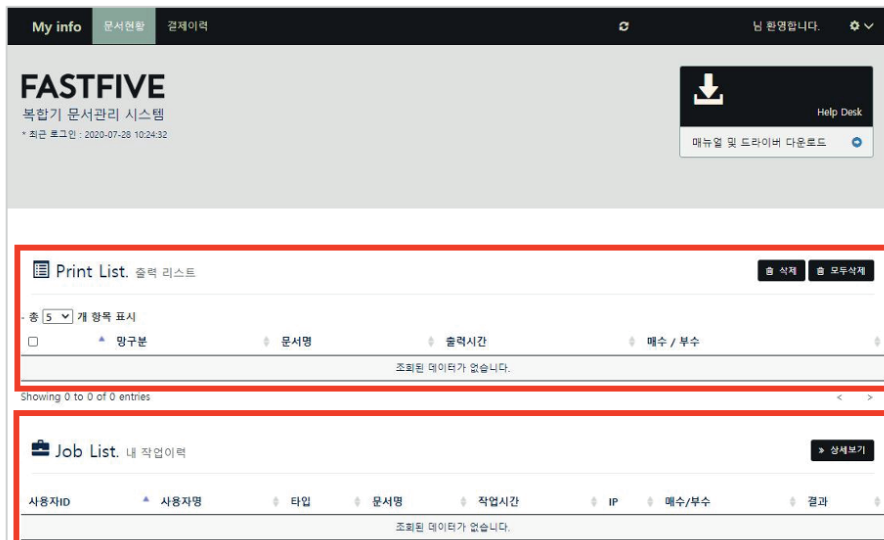 My info 문서현황 결제이력 님 환영합니다.
FASTFIVE
복합기 문서관리 시스템
* 최근 로그인 : 2020-07-28 10:24:32
Help Desk
매뉴얼 및 드라이버 다운로드
Print List. 출력 리스트 삭제 모두삭제
- 총 5 개 항목 표시
망구분 문서명 출력시간 매수 / 부수
조회된 데이터가 없습니다.
Showing 0 to 0 of 0 entries < >
Job List. 내 작업이력 » 상세보기
사용자ID 사용자명 타입 문서명 작업시간 IP 매수/부수 결과
조회된 데이터가 없습니다.